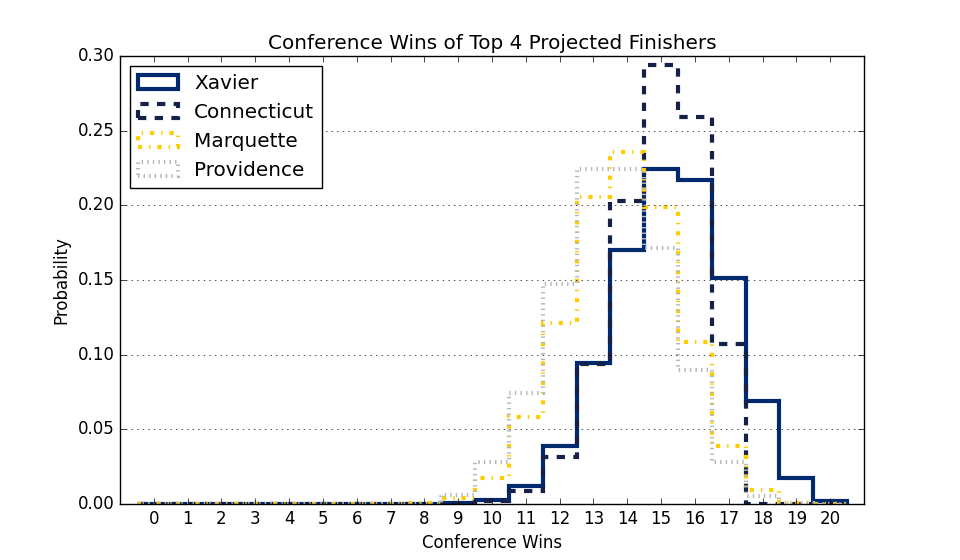 Conference Wins of Top 4 Projected Finishers
Xavier
Connecticut
Marquette
Providence
0.30
0.25
0.20
0.15
0.10
0.05
0.00
Probability
0 1 2 3 4 5 6 7 8 9 10 11 12 13 14 15 16 17 18 19 20
Conference Wins